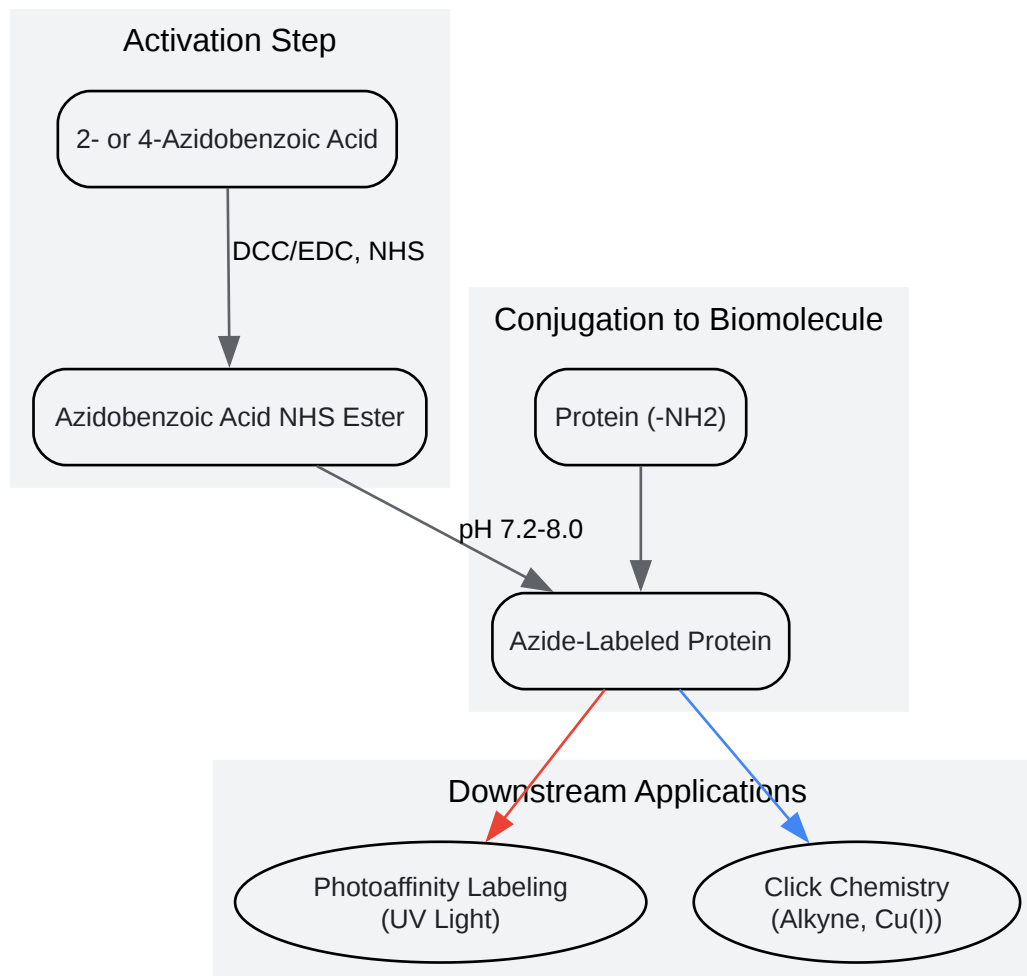 Activation Step
2- or 4-Azidobenzoic Acid
DCC/EDC, NHS
Azidobenzoic Acid NHS Ester
Conjugation to Biomolecule
Protein (-NH2)
pH 7.2-8.0
Azide-Labeled Protein
Downstream Applications
Photoaffinity Labeling
(UV Light)
Click Chemistry
(Alkyne, Cu(I))